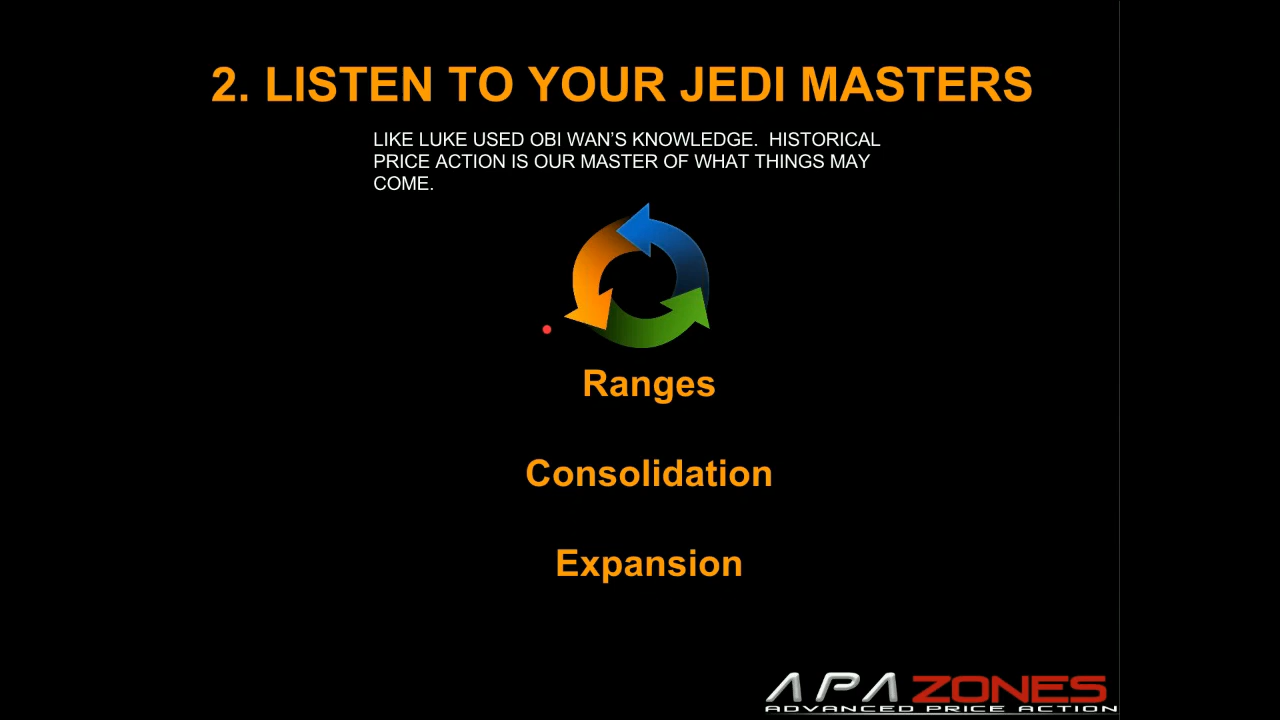 2. LISTEN TO YOUR JEDI MASTERS
LIKE LUKE USED OBI WAN’S KNOWLEDGE.  HISTORICAL
PRICE ACTION IS OUR MASTER OF WHAT THINGS MAY
COME.
Ranges
Consolidation
Expansion
APA ZONES
ADVANCED PRICE ACTION